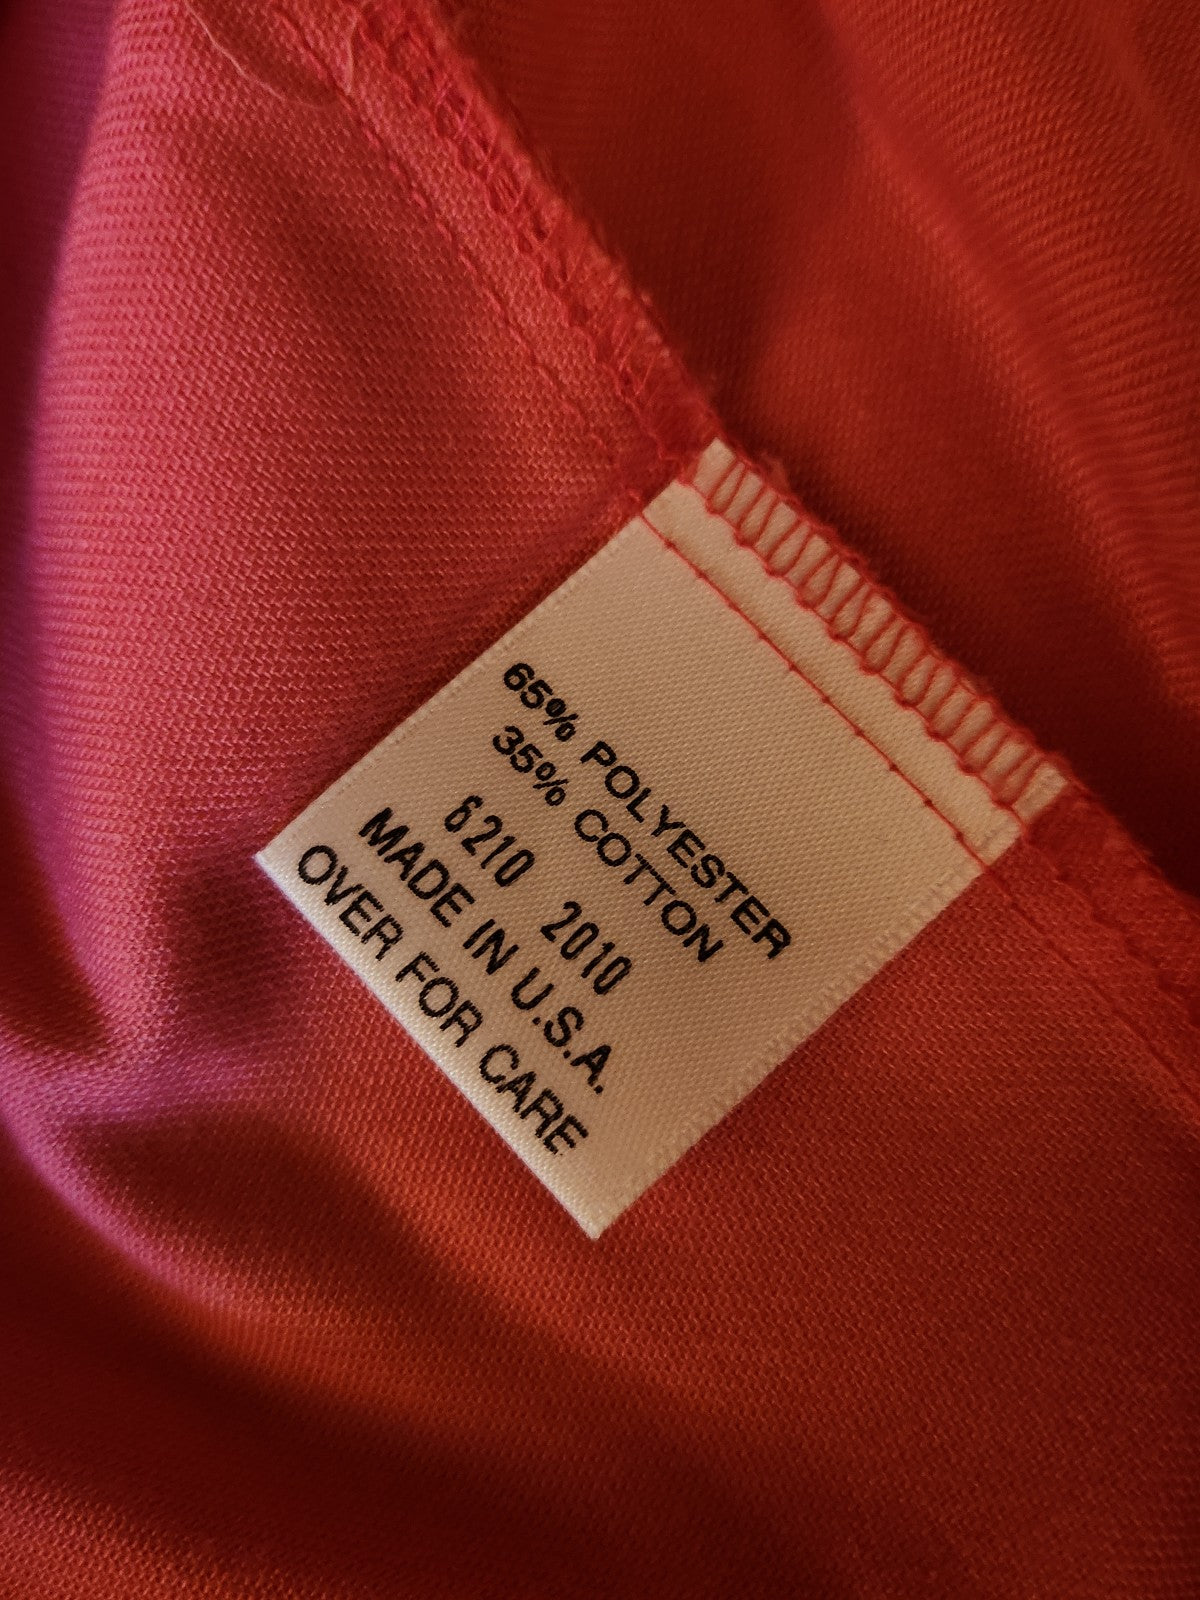 65% POLYESTER
35% COTTON
6210 2010
MADE IN U.S.A.
OVER FOR CARE